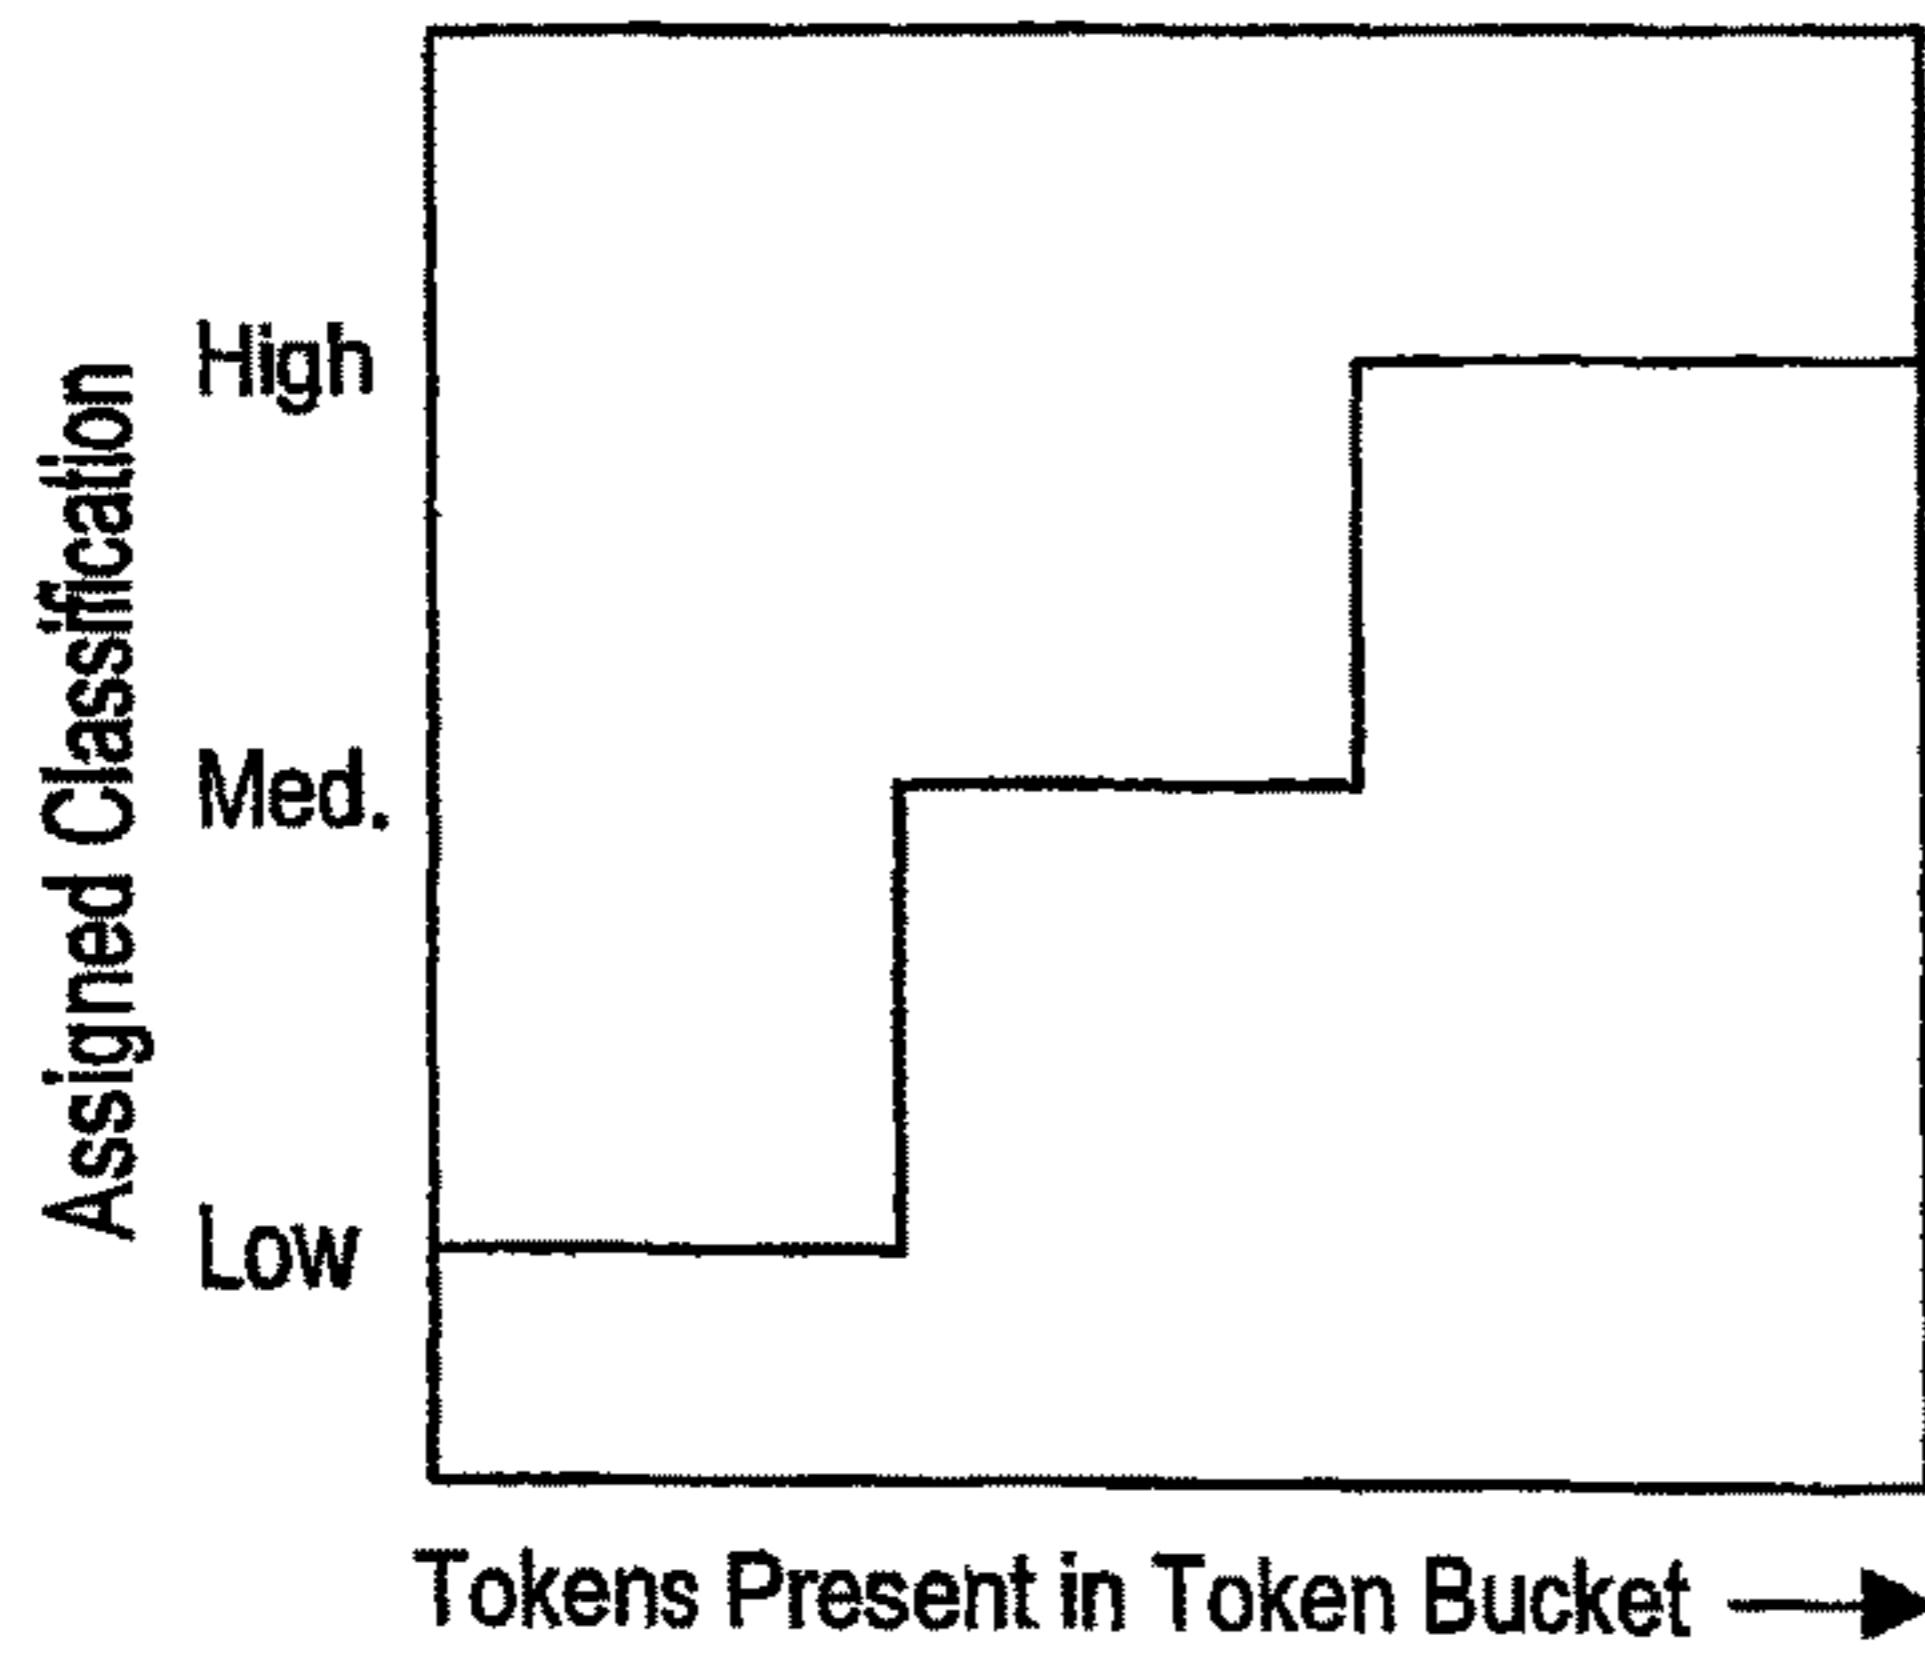 Assigned Classification
High
Med.
Low
Tokens Present in Token Bucket